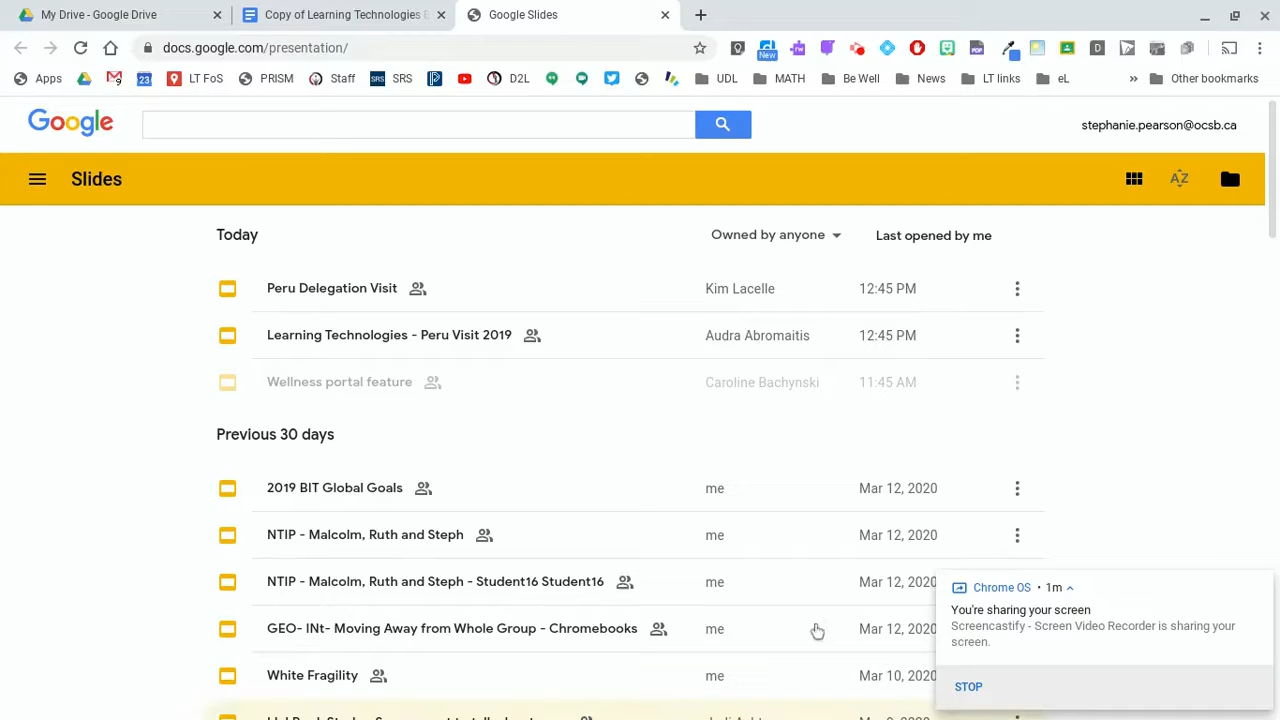 My Drive - Google Drive
Copy of Learning Technologies E
Google Slides
docs.google.com/presentation/
New
D
Apps
23
LT FoS
PRISM
Staff
SRS SRS
D2L
UDL
MATH
Be Well
News
LT links
eL
»
Other bookmarks
Google
stephanie.pearson@ocsb.ca
Slides
AZ
Today
Owned by anyone
Last opened by me
Peru Delegation Visit
Kim Lacelle
12:45 PM
Learning Technologies - Peru Visit 2019
Audra Abromaitis
12:45 PM
Wellness portal feature
Caroline Bachynski
11:45 AM
Previous 30 days
2019 BIT Global Goals
me
Mar 12, 2020
NTIP - Malcolm, Ruth and Steph
me
Mar 12, 2020
NTIP - Malcolm, Ruth and Steph - Student16 Student16
me
Mar 12, 2020
GEO- INt- Moving Away from Whole Group - Chromebooks
me
Mar 12, 2020
White Fragility
me
Mar 10, 2020
Chrome OS • 1m
You're sharing your screen
Screencastify - Screen Video Recorder is sharing your
screen.
STOP